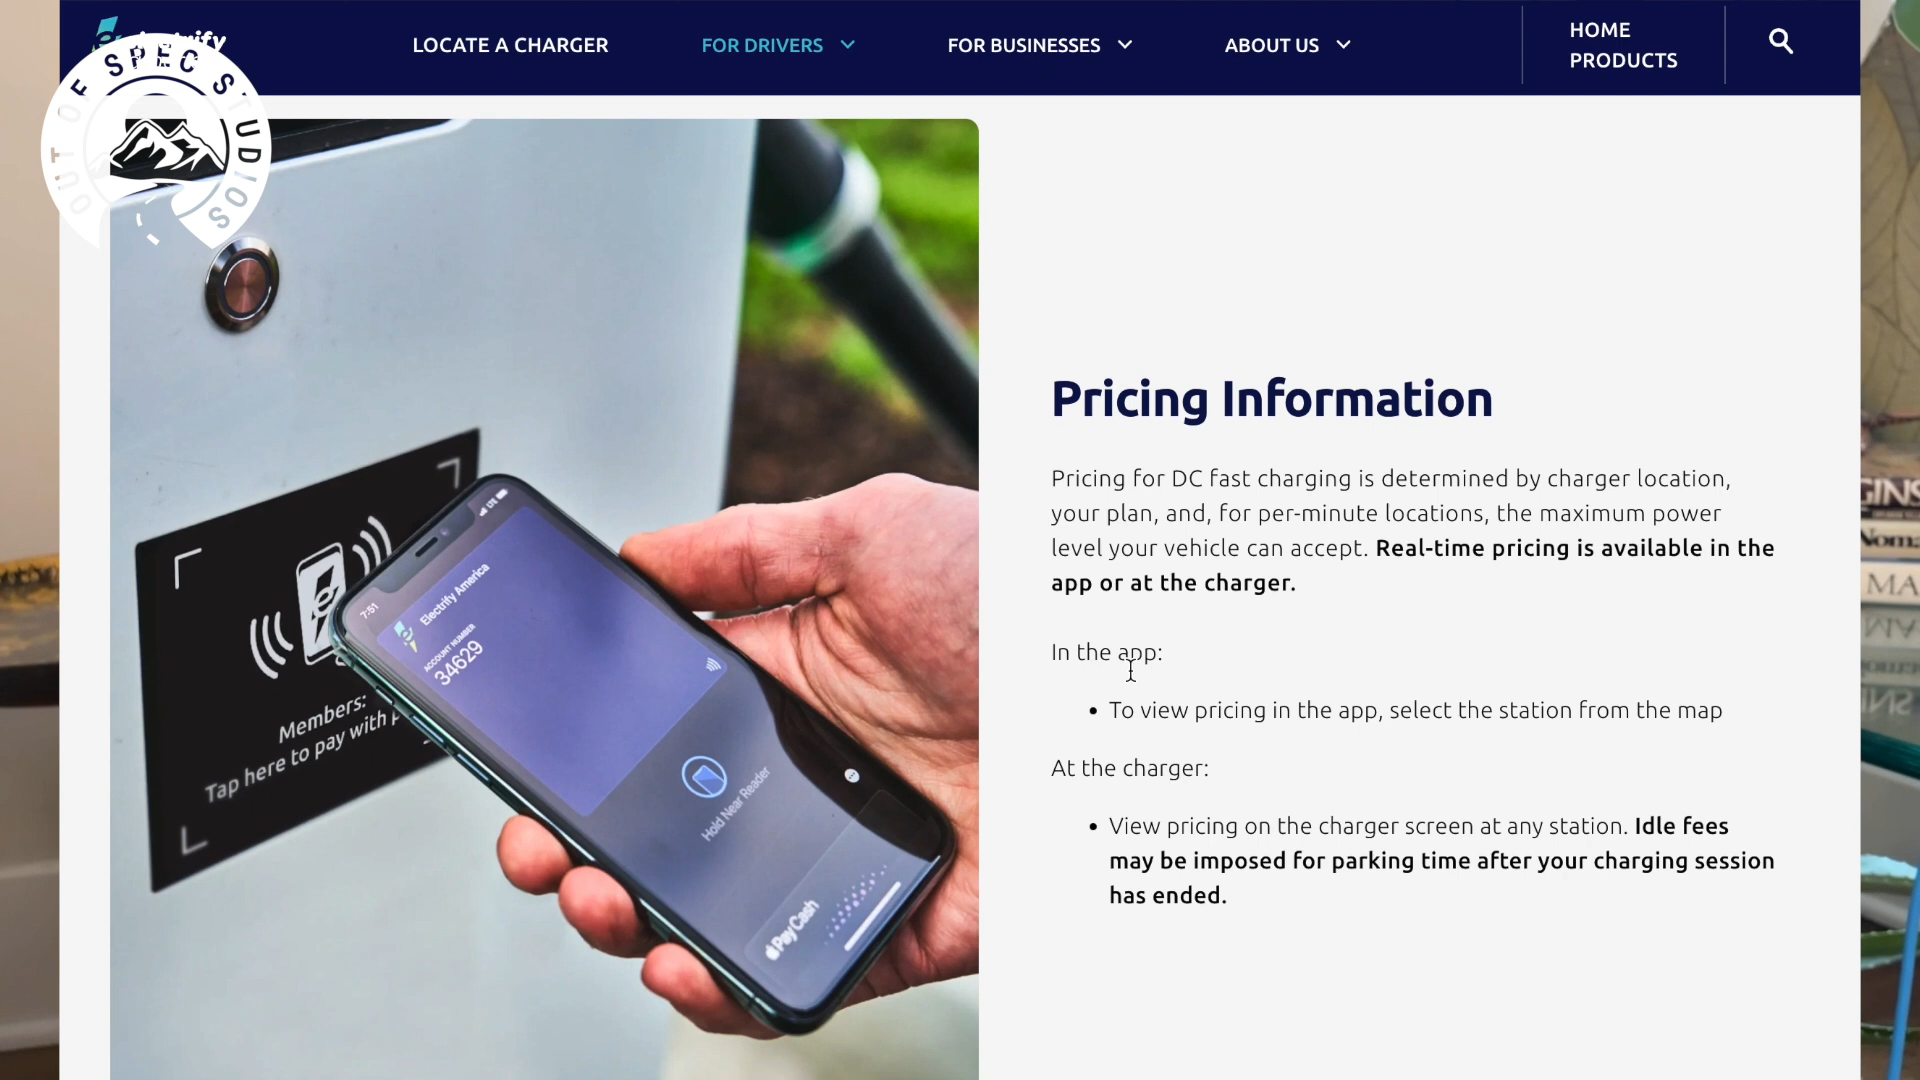 LOCATE A CHARGER
FOR DRIVERS
FOR BUSINESSES
ABOUT US
HOME
PRODUCTS
OUT OF SPEC STUDIOS
Pricing Information
Pricing for DC fast charging is determined by charger location,
your plan, and, for per-minute locations, the maximum power
level your vehicle can accept. Real-time pricing is available in the
app or at the charger.
In the app:
• To view pricing in the app, select the station from the map
At the charger:
• View pricing on the charger screen at any station. Idle fees
may be imposed for parking time after your charging session
has ended.
Members:
Tap here to pay with
7:51
LTE
Electrify America
ACCOUNT NUMBER
34629
Hold Near Reader
Pay Cash
MA